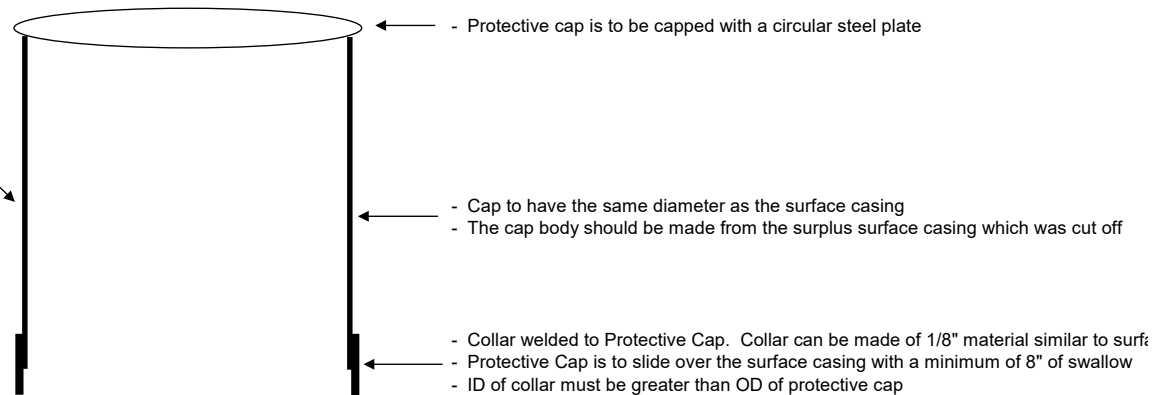 - Protective cap is to be capped with a circular steel plate
- Cap to have the same diameter as the surface casing
- The cap body should be made from the surplus surface casing which was cut off
- Collar welded to Protective Cap.  Collar can be made of 1/8" material similar to
- Protective Cap is to slide over the surface casing with a minimum of 8" of swallow
- ID of collar must be greater than OD of protective cap